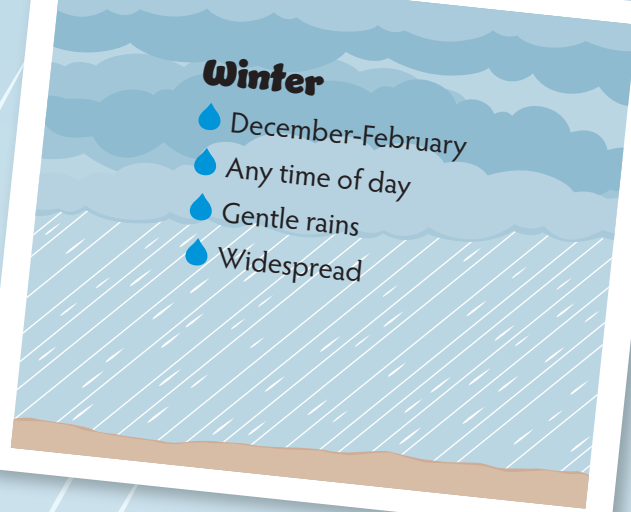 Winter
December-February
Any time of day
Gentle rains
Widespread